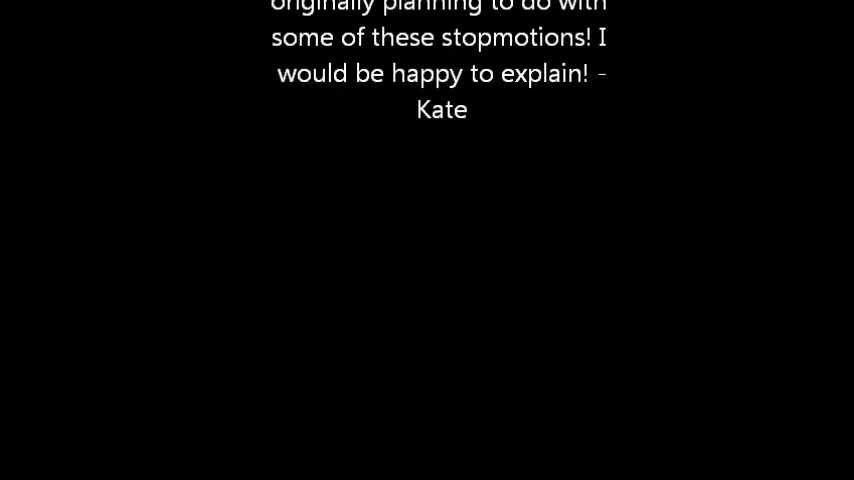 originally planning to do with
some of these stopmotions! I
would be happy to explain! -
Kate